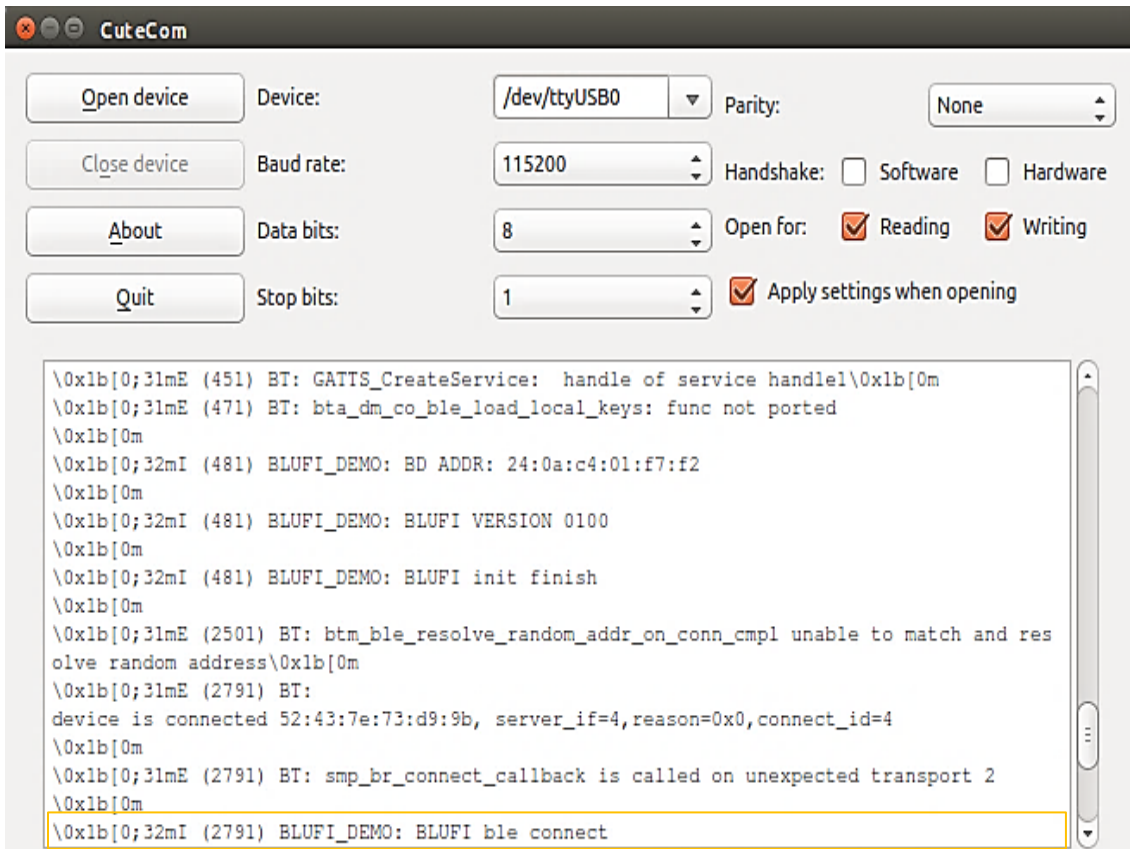 CuteCom
Open device Device: /dev/ttyUSB0 Parity: None
Close device Baud rate: 115200 Handshake: Software Hardware
About Data bits: 8 Open for: Reading Writing
Quit Stop bits: 1 Apply settings when opening
\0x1b[0;31mE (451) BT: GATTS_CreateService:  handle of service handle1\0x1b[0m
\0x1b[0;31mE (471) BT: bta_dm_co_ble_load_local_keys: func not ported
\0x1b[0m
\0x1b[0;32mI (481) BLUFI_DEMO: BD ADDR: 24:0a:c4:01:f7:f2
\0x1b[0m
\0x1b[0;32mI (481) BLUFI_DEMO: BLUFI VERSION 0100
\0x1b[0m
\0x1b[0;32mI (481) BLUFI_DEMO: BLUFI init finish
\0x1b[0m
\0x1b[0;31mE (2501) BT: btm_ble_resolve_random_addr_on_conn_cmpl unable to match and res
olve random address\0x1b[0m
\0x1b[0;31mE (2791) BT:
device is connected 52:43:7e:73:d9:9b, server_if=4,reason=0x0,connect_id=4
\0x1b[0m
\0x1b[0;31mE (2791) BT: smp_br_connect_callback is called on unexpected transport 2
\0x1b[0m
\0x1b[0;32mI (2791) BLUFI_DEMO: BLUFI ble connect